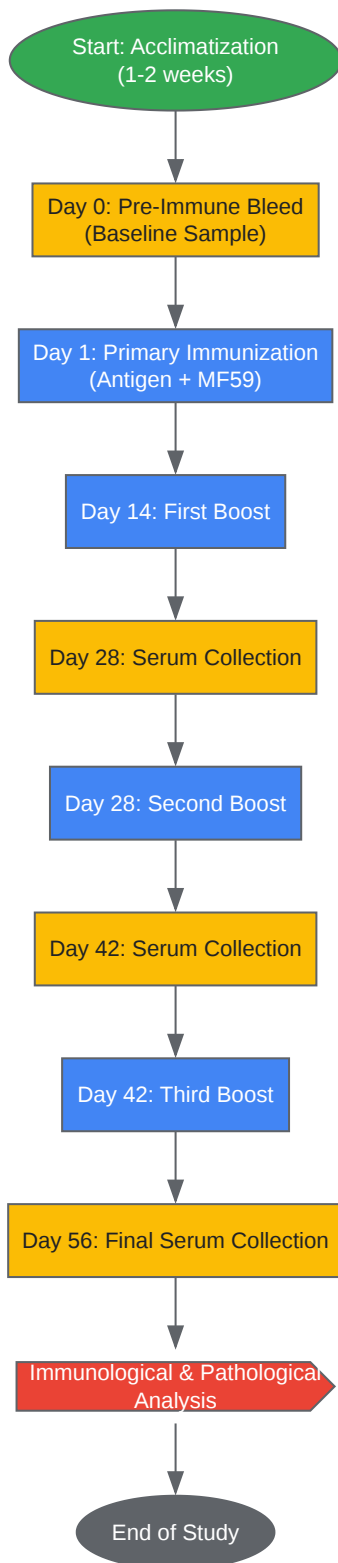 Start: Acclimatization
(1-2 weeks)
Day 0: Pre-Immune Bleed
(Baseline Sample)
Day 1: Primary Immunization
(Antigen + MF59)
Day 14: First Boost
Day 28: Serum Collection
Day 28: Second Boost
Day 42: Serum Collection
Day 42: Third Boost
Day 56: Final Serum Collection
Immunological & Pathological
Analysis
End of Study